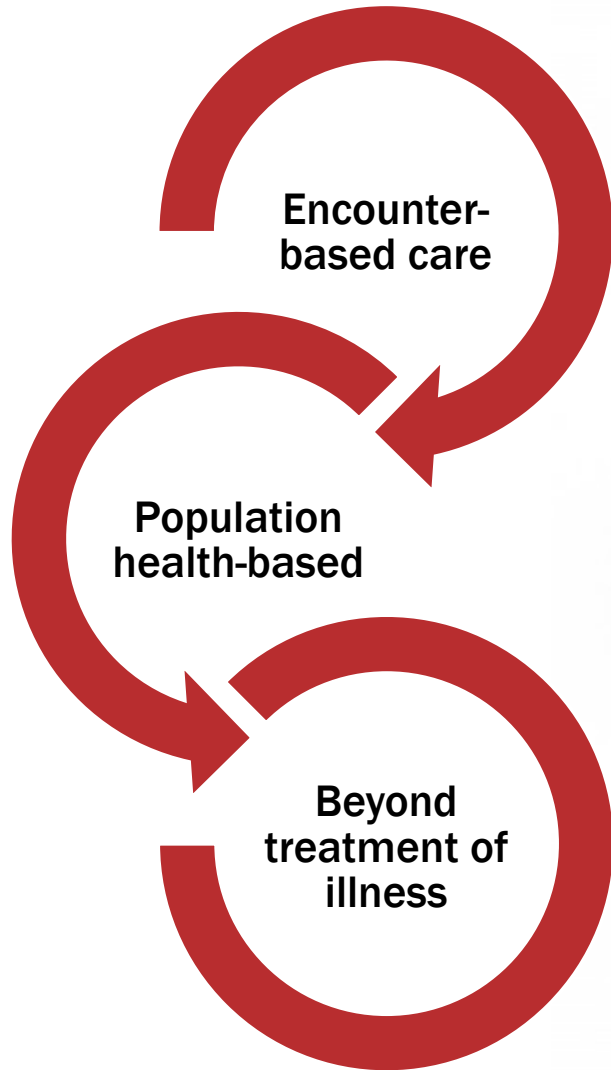 Encounter-
based care
Population
health-based
Beyond
treatment of
illness